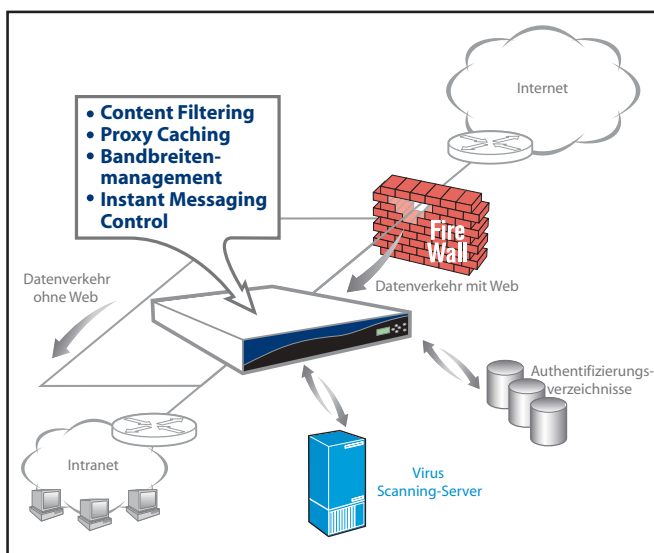 Internet
• Content Filtering
• Proxy Caching
• Bandbreiten-
management
• Instant Messaging
Control
Fire
Wall
Datenverkehr
ohne Web
Datenverkehr mit Web
Authentifizierungs-
verzeichnisse
Intranet
Virus
Scanning-Server